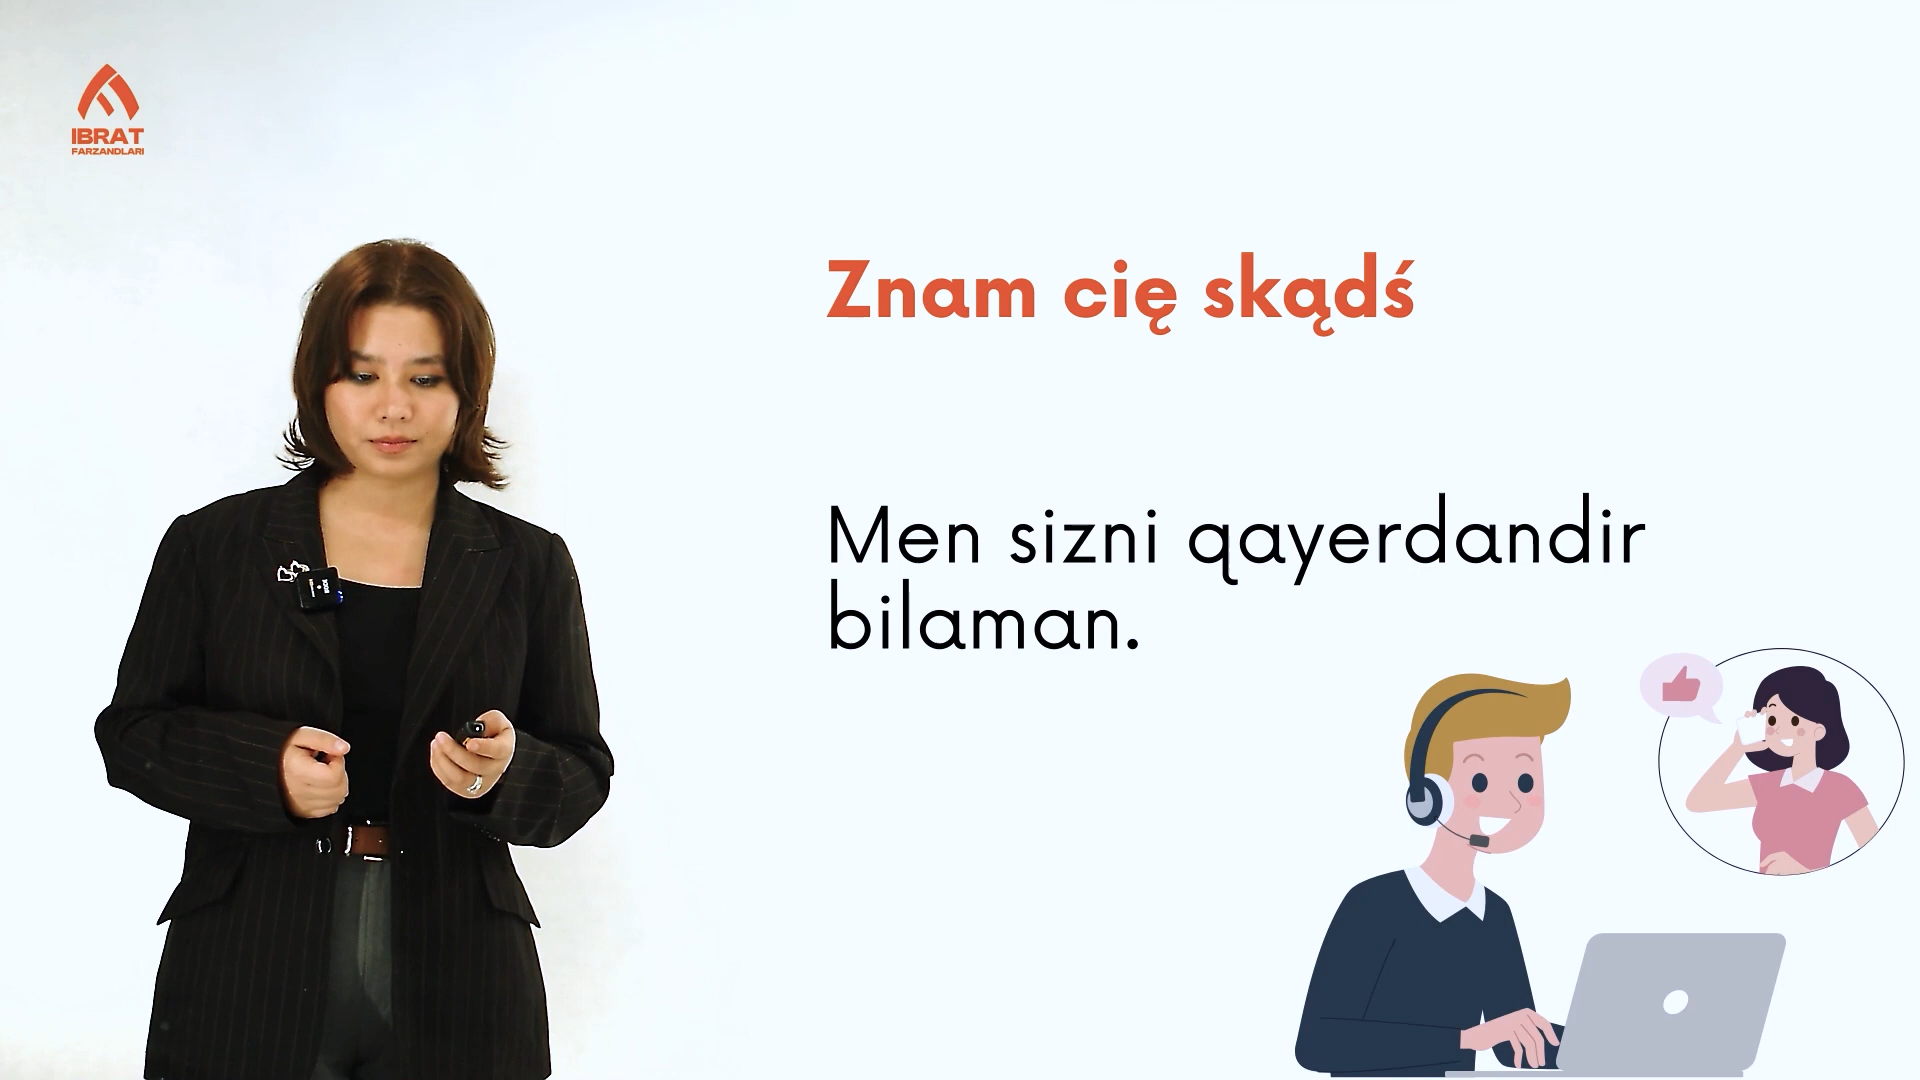 IBRAT
FARZANDLARI
Znam cię skądś
Men sizni qayerdandir
bilaman.